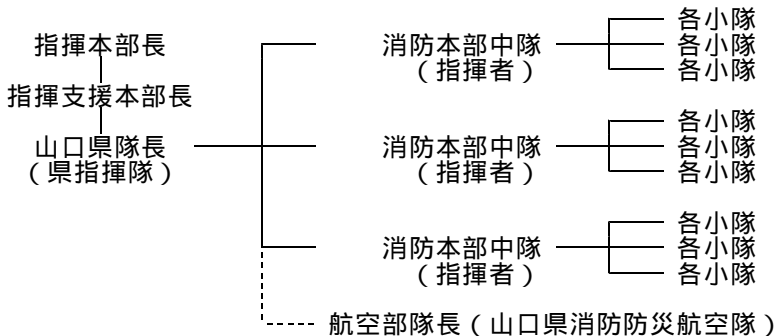 指揮本部長
指揮支援本部長
山口県隊長
(県指揮隊)
消防本部中隊
(指揮者)
各小隊
各小隊
各小隊
消防本部中隊
(指揮者)
各小隊
各小隊
各小隊
消防本部中隊
(指揮者)
各小隊
各小隊
各小隊
航空部隊長(山口県消防防災航空隊)